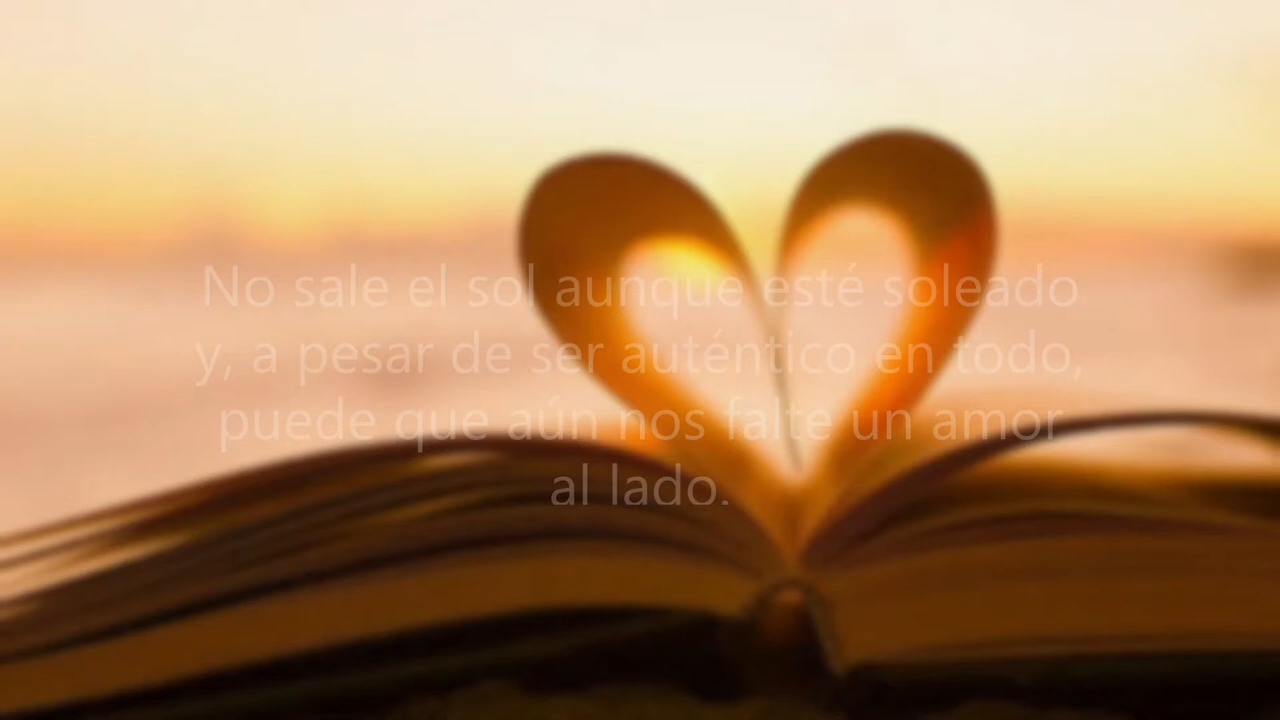 No sale el sol aunque esté soleado
y, a pesar de ser auténtico en todo,
puede que aún nos falte un amor
al lado.